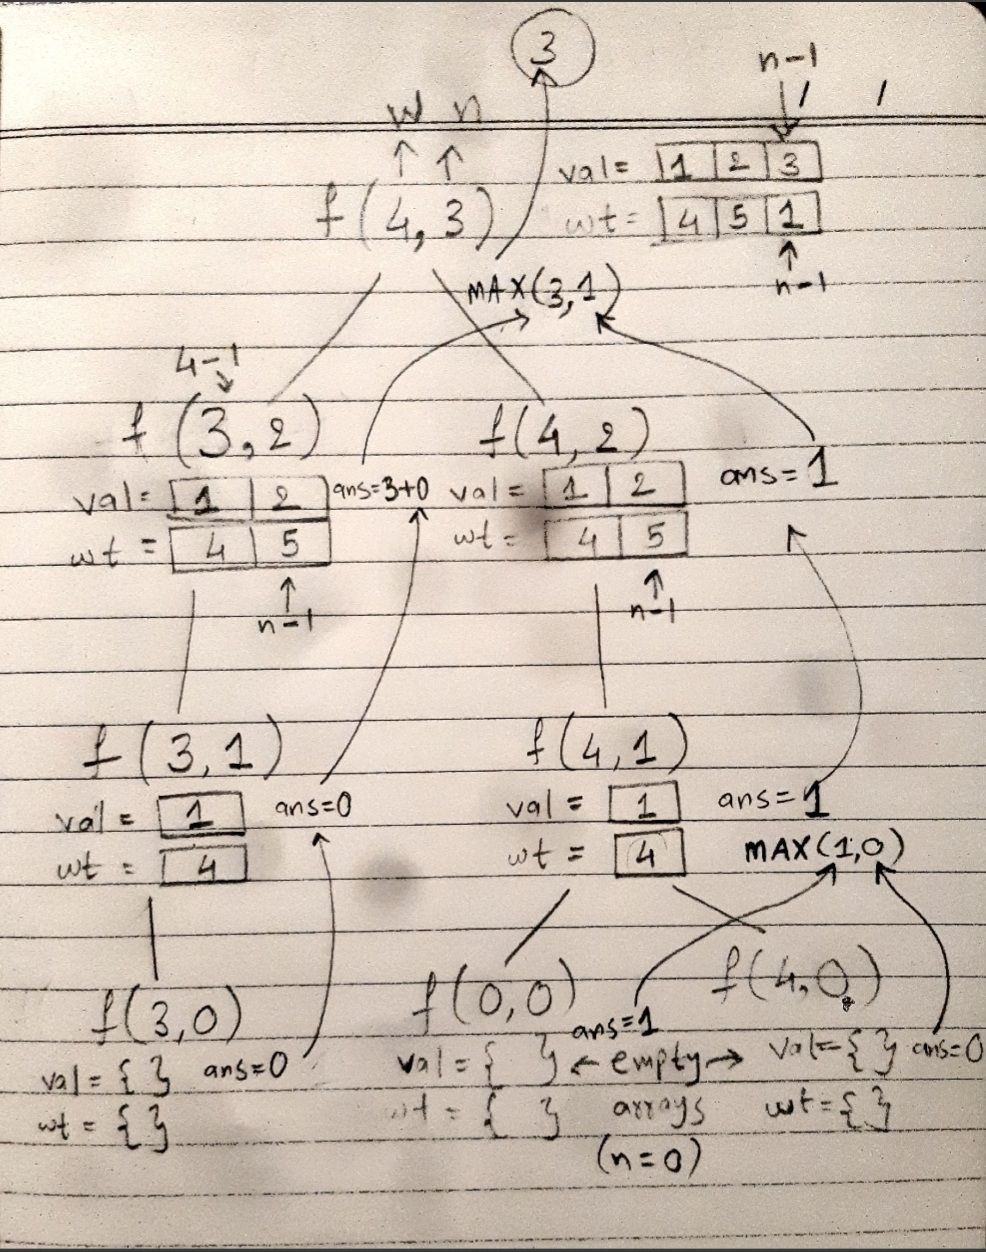 3
n-1
W n
val= 1 2 3
f(4,3)
wt= 4 5 1
MAX(3,1)
n-1
4-1
f(3,2)
f(4,2)
val= 1 2
ans=3+0
val= 1 2
ans=1
wt = 4 5
wt= 4 5
n-1
n-1
f(3,1)
f(4,1)
val= 1
ans=0
val= 1
ans=1
wt = 4
wt = 4
MAX(1,0)
f(3,0)
f(0,0)
f(4,0)
ans=1
val={ }
ans=0
val={ }
← empty →
val={ }
ans=0
wt={ }
wt={ }
arrays
wt={ }
(n=0)